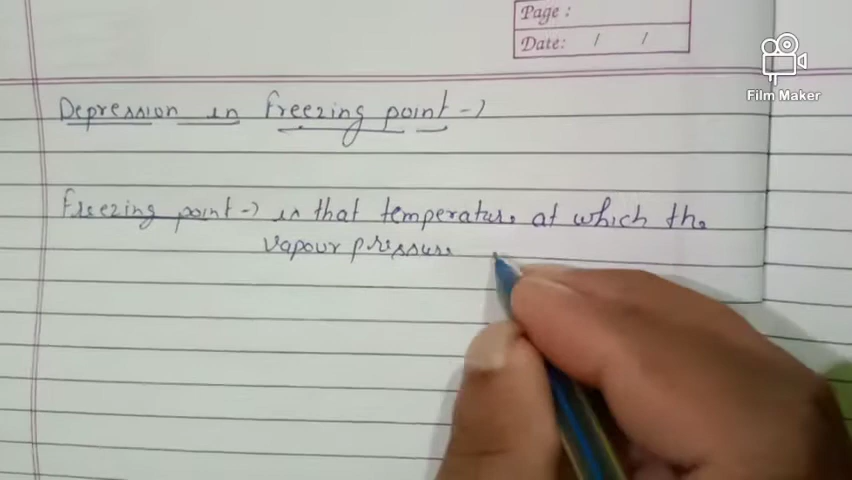 Page :
Date: / /
Film Maker
Depression in freezing point →
freezing point → is that temperature at which the
vapour pressure